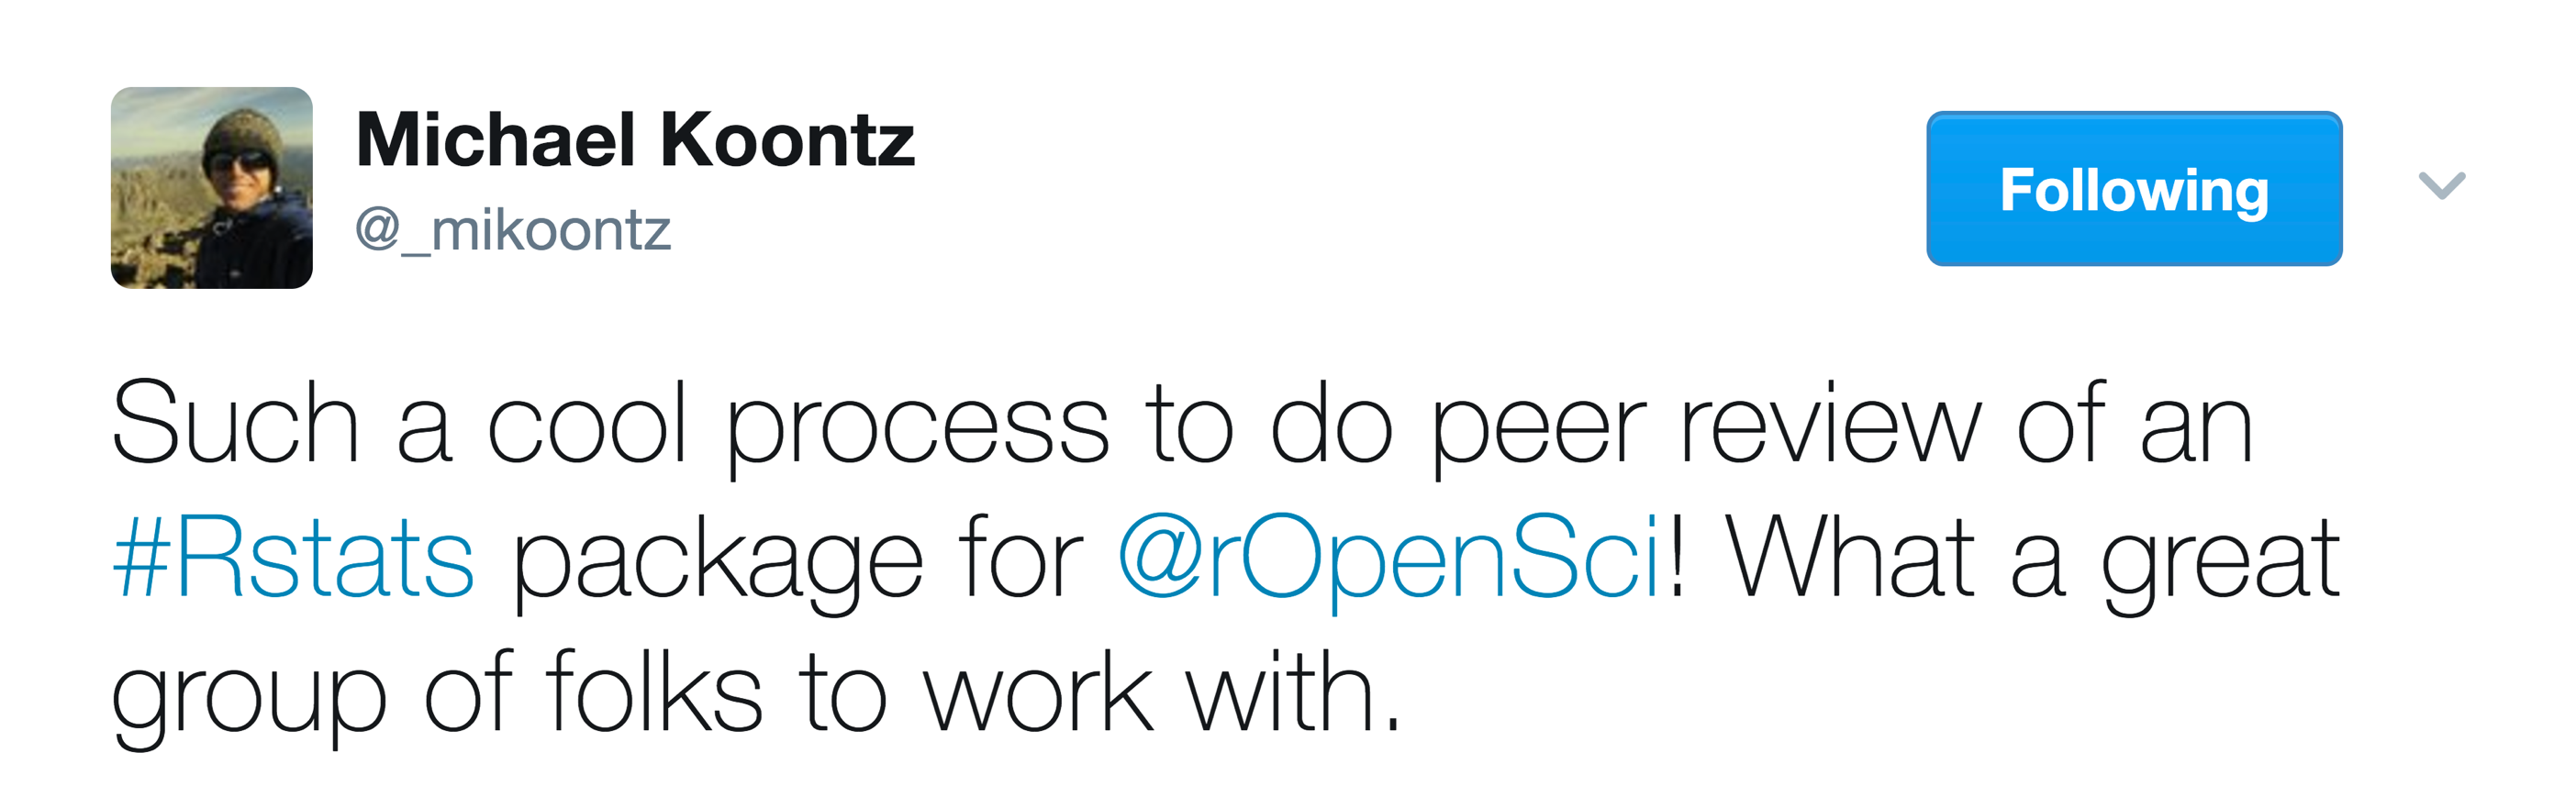 Michael Koontz
@_mikoontz
Following
Such a cool process to do peer review of an
#Rstats package for @rOpenSci! What a great
group of folks to work with.